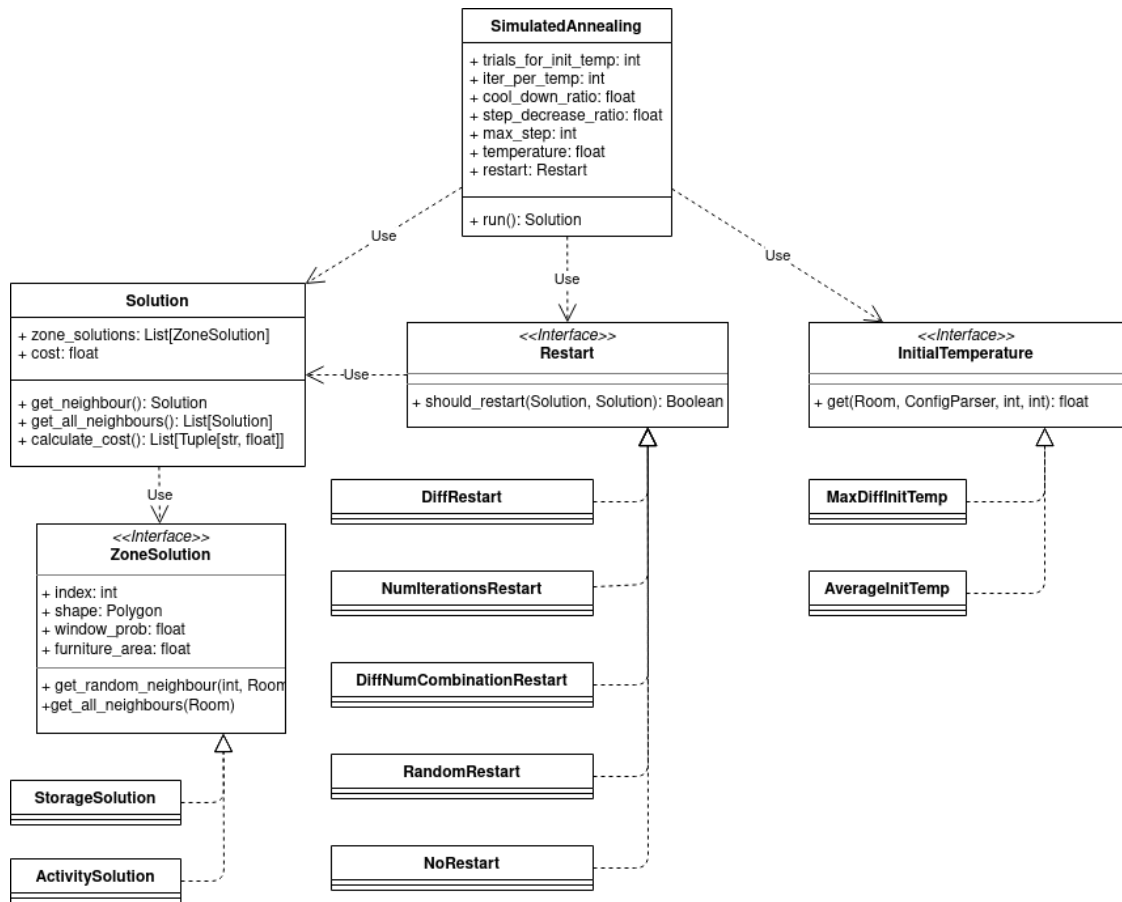 SimulatedAnnealing
+ trials_for_init_temp: int
+ iter_per_temp: int
+ cool_down_ratio: float
+ step_decrease_ratio: float
+ max_step: int
+ temperature: float
+ restart: Restart
+ run(): Solution
Use
Use
Use
Solution
+ zone_solutions: List[ZoneSolution]
+ cost: float
+ get_neighbour(): Solution
+ get_all_neighbours(): List[Solution]
+ calculate_cost(): List[Tuple[str, float]]
Use
<<Interface>>
Restart
+ should_restart(Solution, Solution): Boolean
<<Interface>>
InitialTemperature
+ get(Room, ConfigParser, int, int): float
Use
<<Interface>>
ZoneSolution
+ index: int
+ shape: Polygon
+ window_prob: float
+ furniture_area: float
+ get_random_neighbour(int, Room
+get_all_neighbours(Room)
StorageSolution
ActivitySolution
DiffRestart
NumIterationsRestart
DiffNumCombinationRestart
RandomRestart
NoRestart
MaxDiffInitTemp
AverageInitTemp